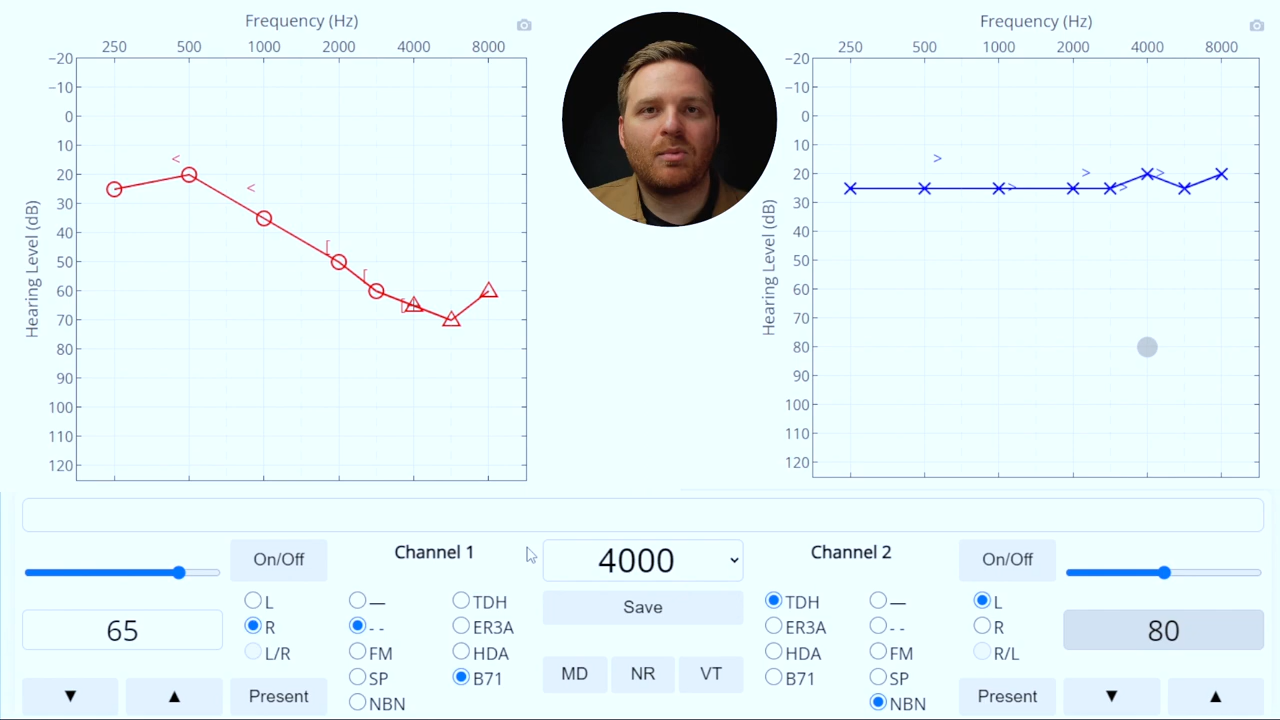 Frequency (Hz)
250 500 1000 2000 4000 8000
Hearing Level (dB)
−20
−10
0
10
20
30
40
50
60
70
80
90
100
110
120
Frequency (Hz)
250 500 1000 2000 4000 8000
Hearing Level (dB)
−20
−10
0
10
20
30
40
50
60
70
80
90
100
110
120
On/Off
Channel 1
4000
Channel 2
On/Off
L
R
L/R
—
- -
FM
SP
NBN
TDH
ER3A
HDA
B71
Save
MD NR VT
TDH
ER3A
HDA
B71
—
- -
FM
SP
NBN
L
R
R/L
65
80
▼ ▲ Present
Present ▼ ▲